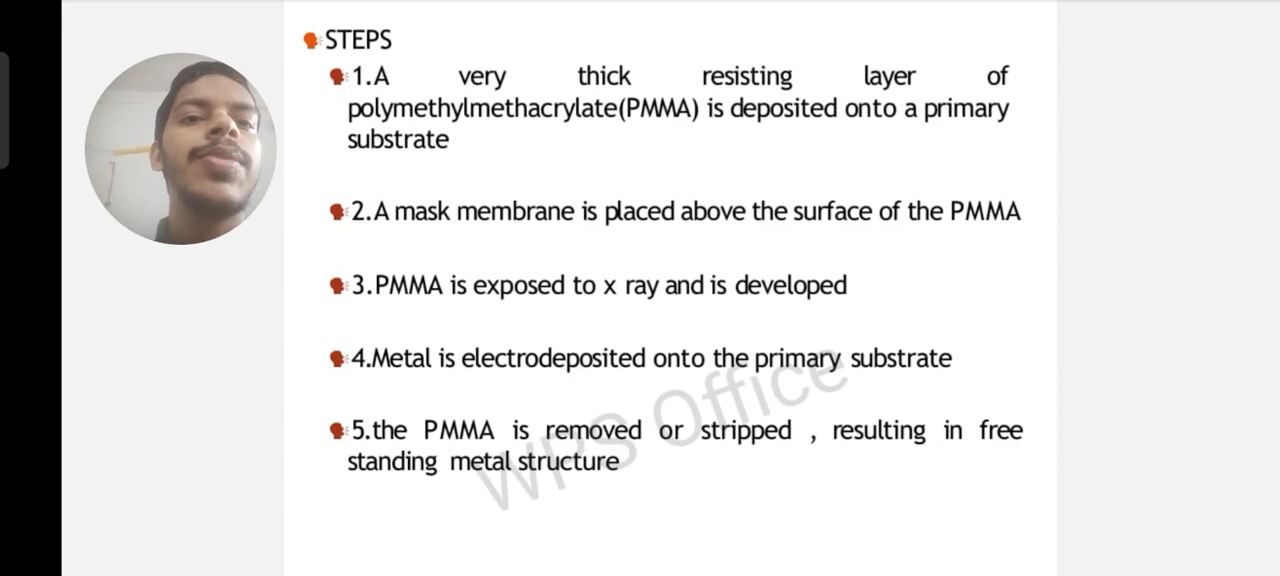 STEPS
1.A very thick resisting layer of
polymethylmethacrylate(PMMA) is deposited onto a primary
substrate
2.A mask membrane is placed above the surface of the PMMA
3.PMMA is exposed to x ray and is developed
4.Metal is electrodeposited onto the primary substrate
5.the PMMA is removed or stripped , resulting in free
standing metal structure
WPS Office